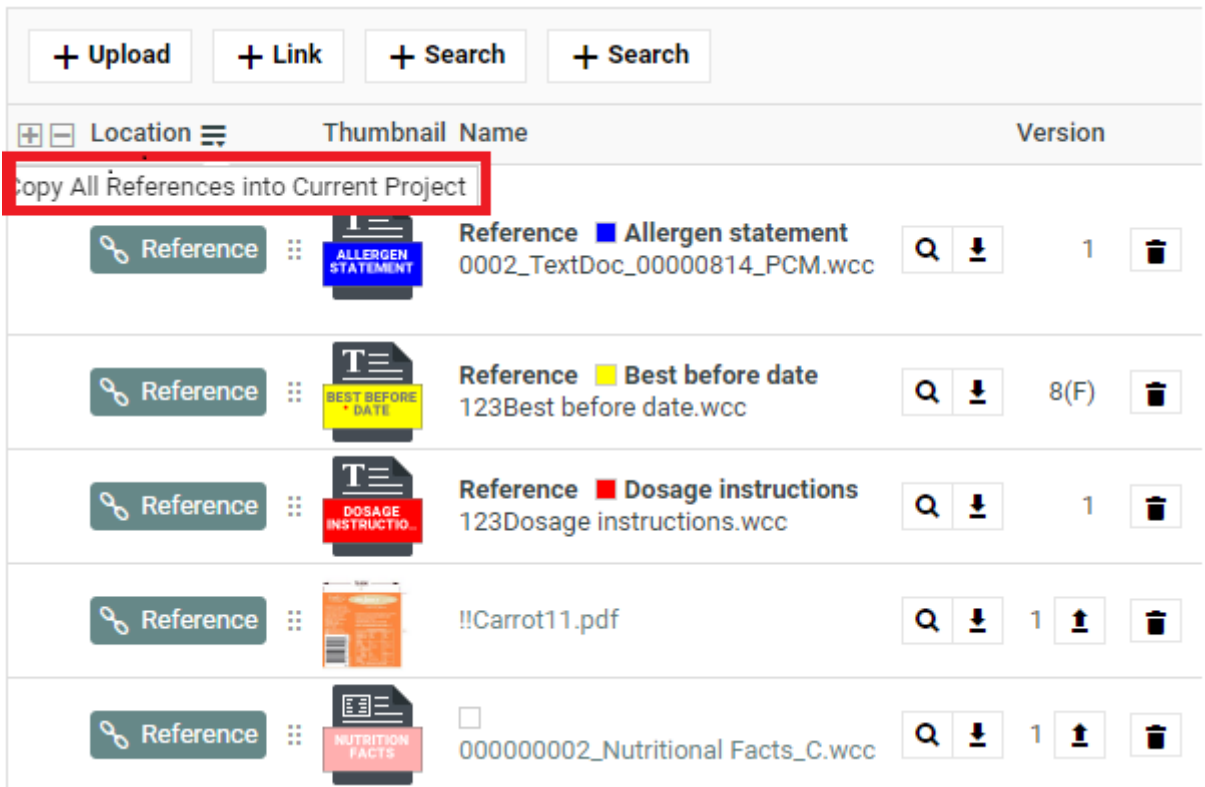 + Upload + Link + Search + Search
Location Thumbnail Name Version
Copy All References into Current Project
T
ALLERGEN
STATEMENT
Reference Reference Allergen statement
0002_TextDoc_00000814_PCM.wcc 1
T
BEST BEFORE
* DATE
Reference Reference Best before date
123Best before date.wcc 8(F)
T
DOSAGE
INSTRUCTIO...
Reference Reference Dosage instructions
123Dosage instructions.wcc 1
Reference !!Carrot11.pdf 1
NUTRITION
FACTS
Reference 000000002_Nutritional Facts_C.wcc 1